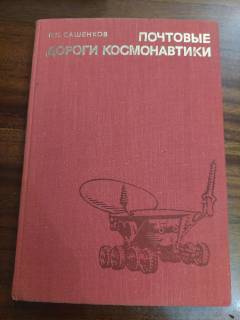 Е.П. САШЕНКОВ
ПОЧТОВЫЕ
ДОРОГИ КОСМОНАВТИКИ